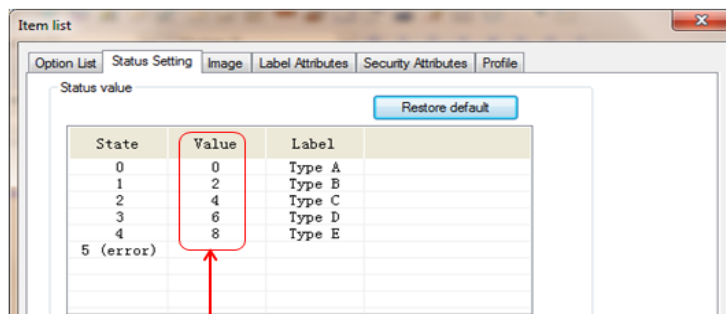 Item list
Option List Status Setting Image Label Attributes Security Attributes Profile
Status value
Restore default
State Value Label
0 0 Type A
1 2 Type B
2 4 Type C
3 6 Type D
4 8 Type E
5 (error)